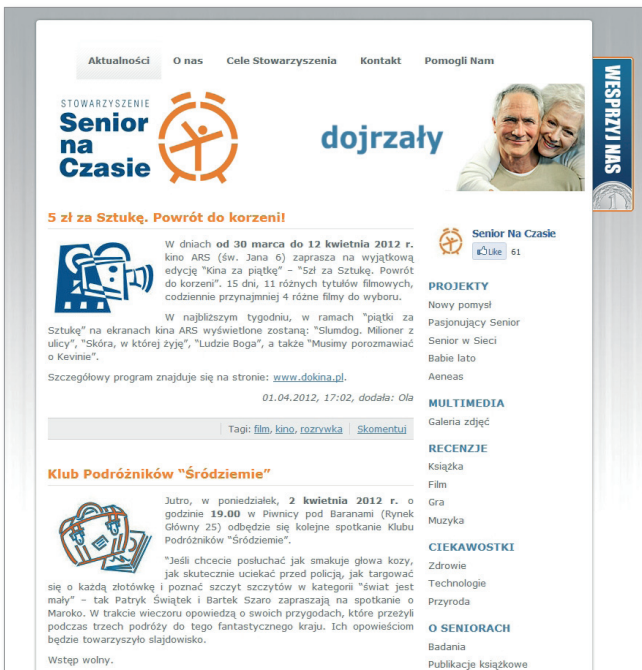 Aktualności O nas Cele Stowarzyszenia Kontakt Pomogli Nam
WESPRZYJ NAS
STOWARZYSZENIE
Senior
na
Czasie
dojrzały
5 zł za Sztukę. Powrót do korzeni!
W dniach od 30 marca do 12 kwietnia 2012 r.
kino ARS (św. Jana 6) zaprasza na wyjątkową
edycję "Kina za piątkę" – "5zł za Sztukę. Powrót
do korzeni". 15 dni, 11 różnych tytułów filmowych,
codziennie przynajmniej 4 różne filmy do wyboru.
W najbliższym tygodniu, w ramach "piątki za
Sztukę" na ekranach kina ARS wyświetlone zostaną: "Slumdog. Milioner z
ulicy", "Skóra, w której żyję", "Ludzie Boga", a także "Musimy porozmawiać
o Kevinie".
Szczegółowy program znajduje się na stronie: www.dokina.pl.
01.04.2012, 17:02, dodała: Ola
Tagi: film, kino, rozrywka Skomentuj
Klub Podróżników "Śródziemie"
Jutro, w poniedziałek, 2 kwietnia 2012 r. o
godzinie 19.00 w Piwnicy pod Baranami (Rynek
Główny 25) odbędzie się kolejne spotkanie Klubu
Podróżników "Śródziemie".
"Jeśli chcecie posłuchać jak smakuje głowa kozy,
jak skutecznie uciekać przed policją, jak targować
się o każdą złotówkę i poznać szczyt szczytów w kategorii "świat jest
mały" – tak Patryk Świątek i Bartek Szaro zapraszają na spotkanie o
Maroko. W trakcie wieczoru opowiedzą o swoich przygodach, które przeżyli
podczas trzech podróży do tego fantastycznego kraju. Ich opowieściom
będzie towarzyszyło slajdowisko.
Wstęp wolny.
Senior Na Czasie
Like 61
PROJEKTY
Nowy pomysł
Pasjonujący Senior
Senior w Sieci
Babie lato
Aeneas
MULTIMEDIA
Galeria zdjęć
RECENZJE
Książka
Film
Gra
Muzyka
CIEKAWOSTKI
Zdrowie
Technologie
Przyroda
O SENIORACH
Badania
Publikacje książkowe